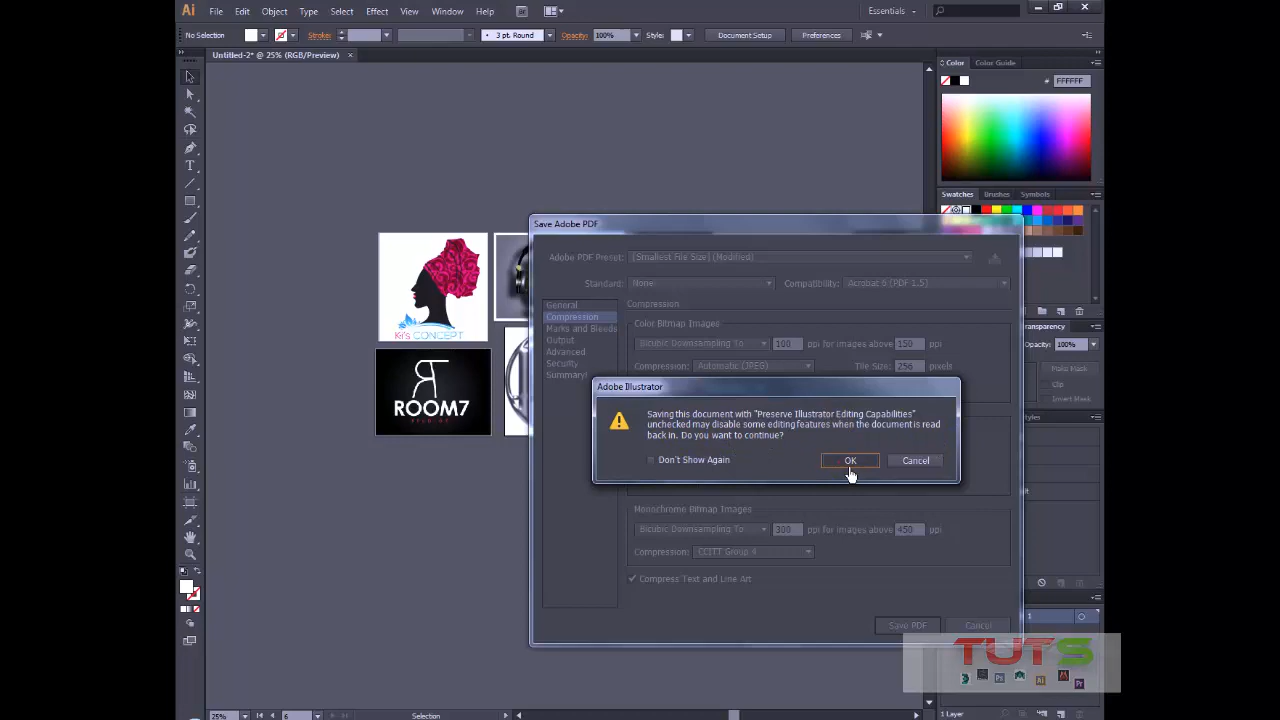 Ai File Edit Object Type Select Effect View Window Help Br Essentials
No Selection Stroke: 3 pt. Round Opacity: 100% Style: Document Setup Preferences
Untitled-2* @ 25% (RGB/Preview) ×
Color Color Guide
# FFFFFF
Swatches Brushes Symbols
Save Adobe PDF
Adobe PDF Preset: [Smallest File Size] (Modified)
Standard: None Compatibility: Acrobat 6 (PDF 1.5)
General
Compression
Marks and Bleeds
Output
Advanced
Security
Summary
Compression
Color Bitmap Images
Bicubic Downsampling To 100 ppi for images above 150 ppi
Compression: Automatic (JPEG) Tile Size: 256 pixels
Adobe Illustrator
Saving this document with "Preserve Illustrator Editing Capabilities"
unchecked may disable some editing features when the document is read
back in. Do you want to continue?
Don't Show Again OK Cancel
Monochrome Bitmap Images
Bicubic Downsampling To 300 ppi for images above 450 ppi
Compression: CCITT Group 4
Compress Text and Line Art
Save PDF Cancel
CONCEPT
ROOM7
Transparency
Opacity: 100%
Make Mask
Clip
Invert Mask
TUTS
Ps Ai Pr
25% 6 Selection
1 Layer